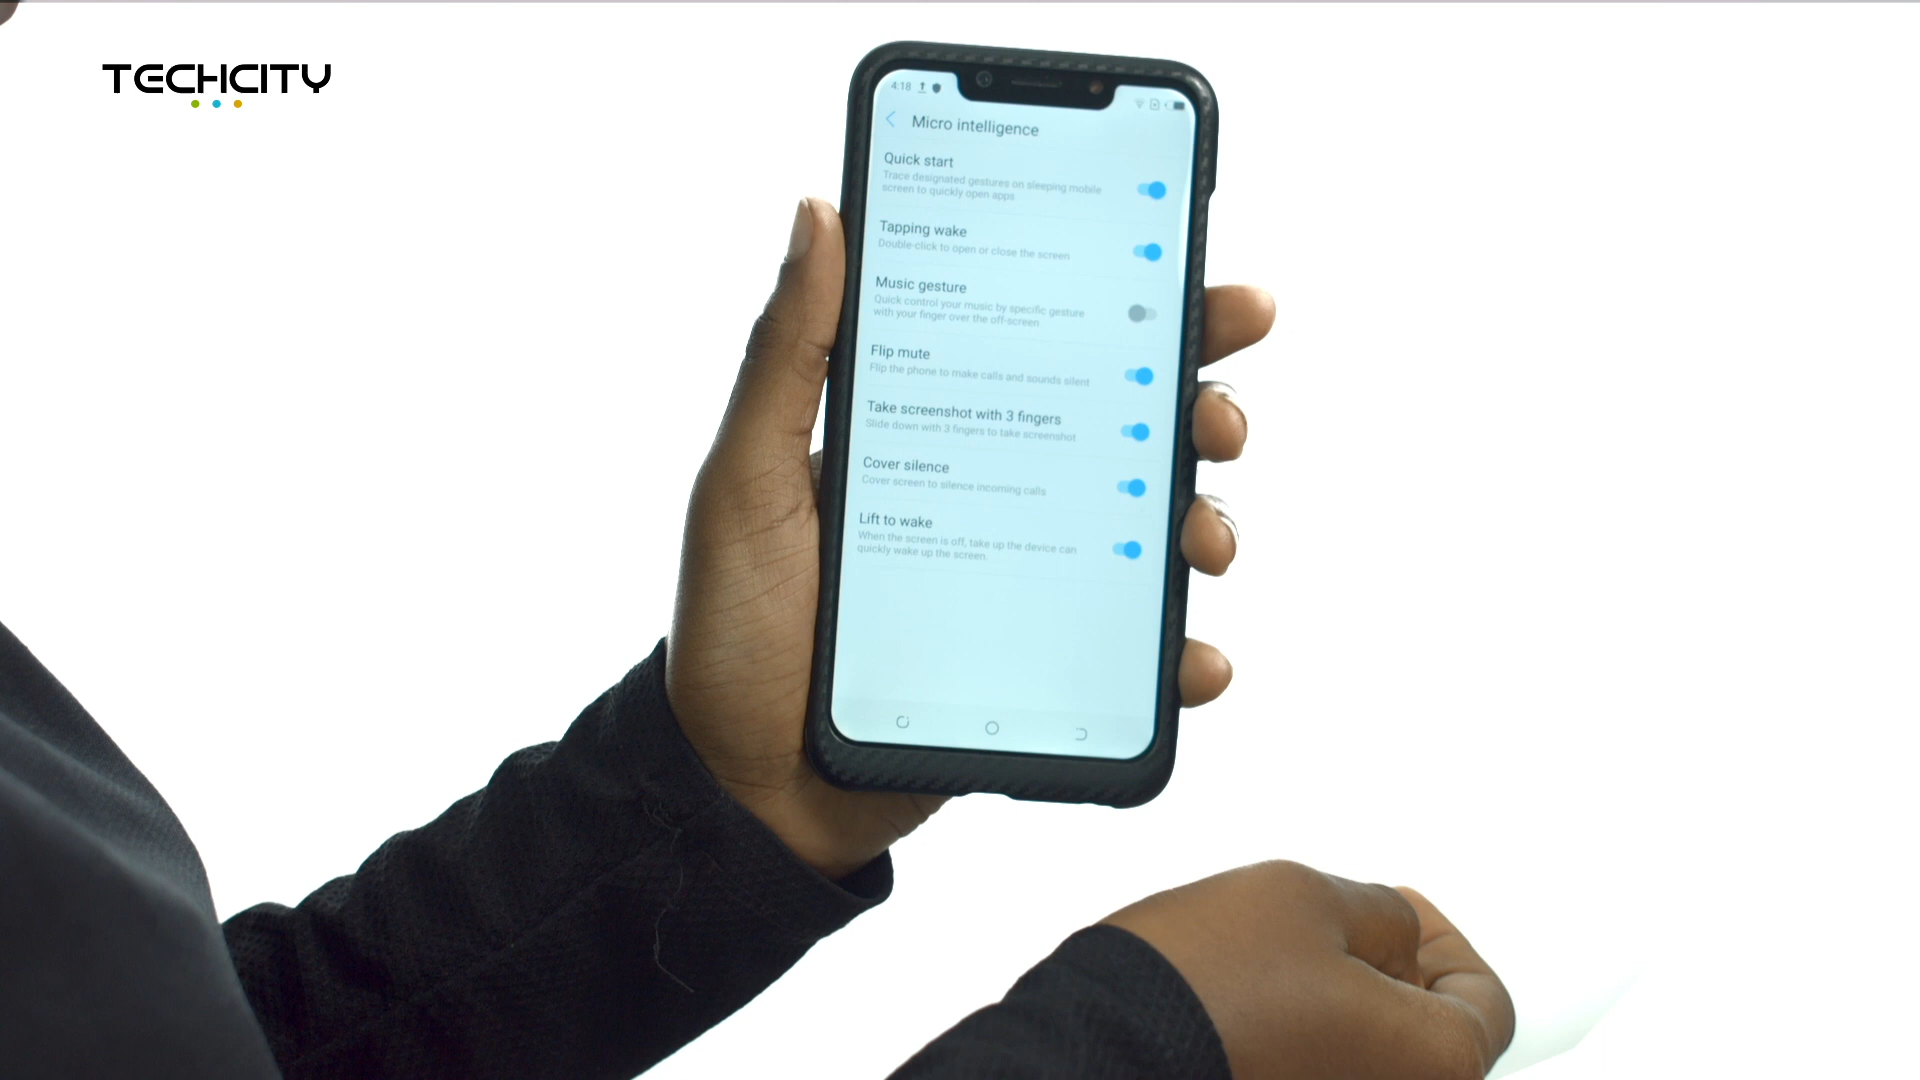 TECHCITY
4:18
Micro intelligence
Quick start
Trace designated gestures on sleeping mobile
screen to quickly open apps
Tapping wake
Double-click to open or close the screen
Music gesture
Quick control your music by specific gesture
with your finger over the off-screen
Flip mute
Flip the phone to make calls and sounds silent
Take screenshot with 3 fingers
Slide down with 3 fingers to take screenshot
Cover silence
Cover screen to silence incoming calls
Lift to wake
When the screen is off, take up the device can
quickly wake up the screen.